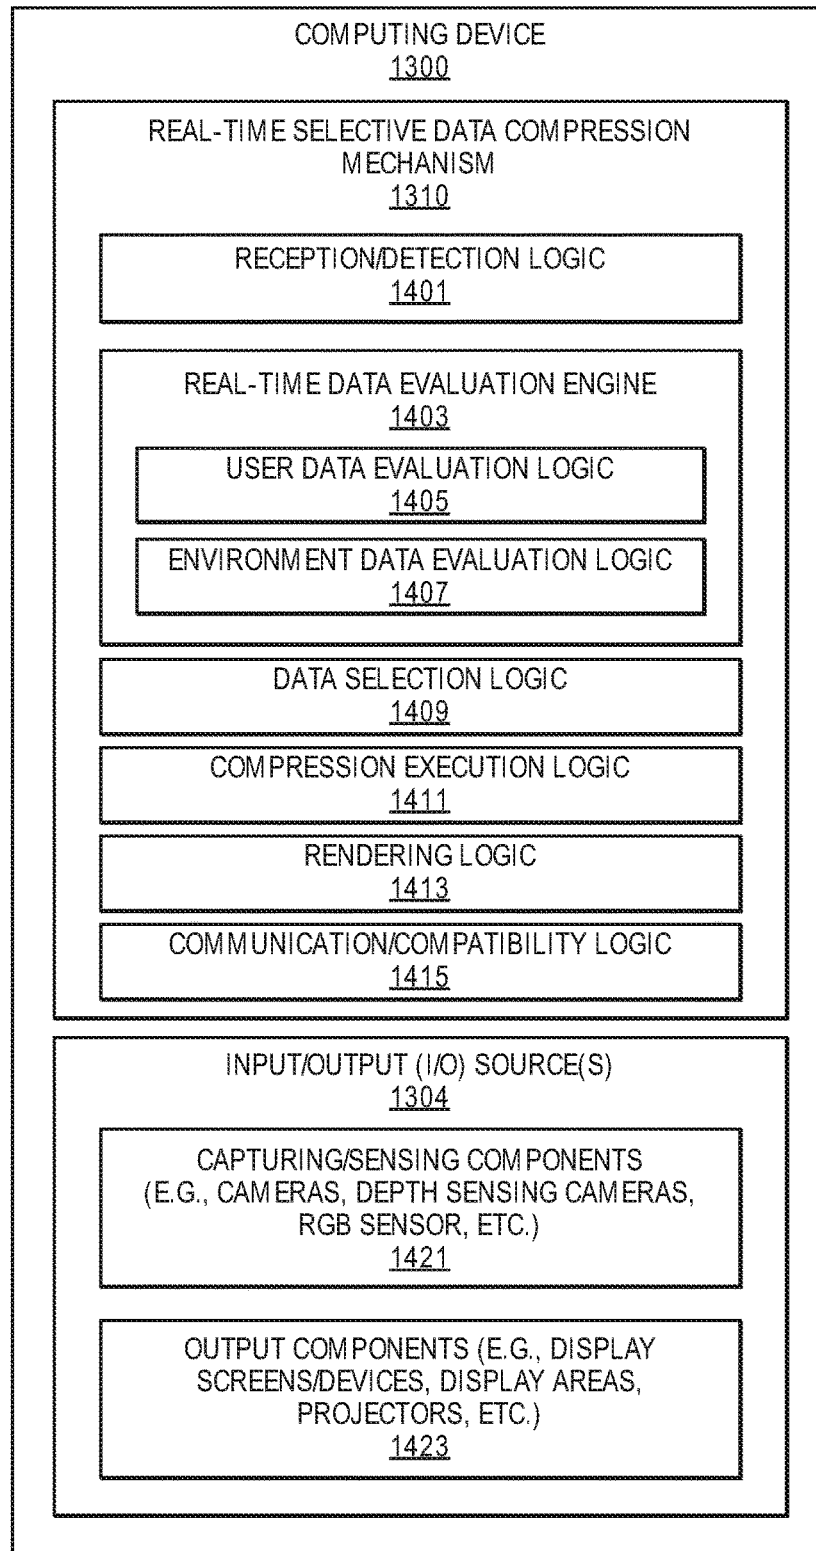 COMPUTING DEVICE
1300
REAL-TIME SELECTIVE DATA COMPRESSION
MECHANISM
1310
RECEPTION/DETECTION LOGIC
1401
REAL-TIME DATA EVALUATION ENGINE
1403
USER DATA EVALUATION LOGIC
1405
ENVIRONMENT DATA EVALUATION LOGIC
1407
DATA SELECTION LOGIC
1409
COMPRESSION EXECUTION LOGIC
1411
RENDERING LOGIC
1413
COMMUNICATION/COMPATIBILITY LOGIC
1415
INPUT/OUTPUT (I/O) SOURCE(S)
1304
CAPTURING/SENSING COMPONENTS
(E.G., CAMERAS, DEPTH SENSING CAMERAS,
RGB SENSOR, ETC.)
1421
OUTPUT COMPONENTS (E.G., DISPLAY
SCREENS/DEVICES, DISPLAY AREAS,
PROJECTORS, ETC.)
1423